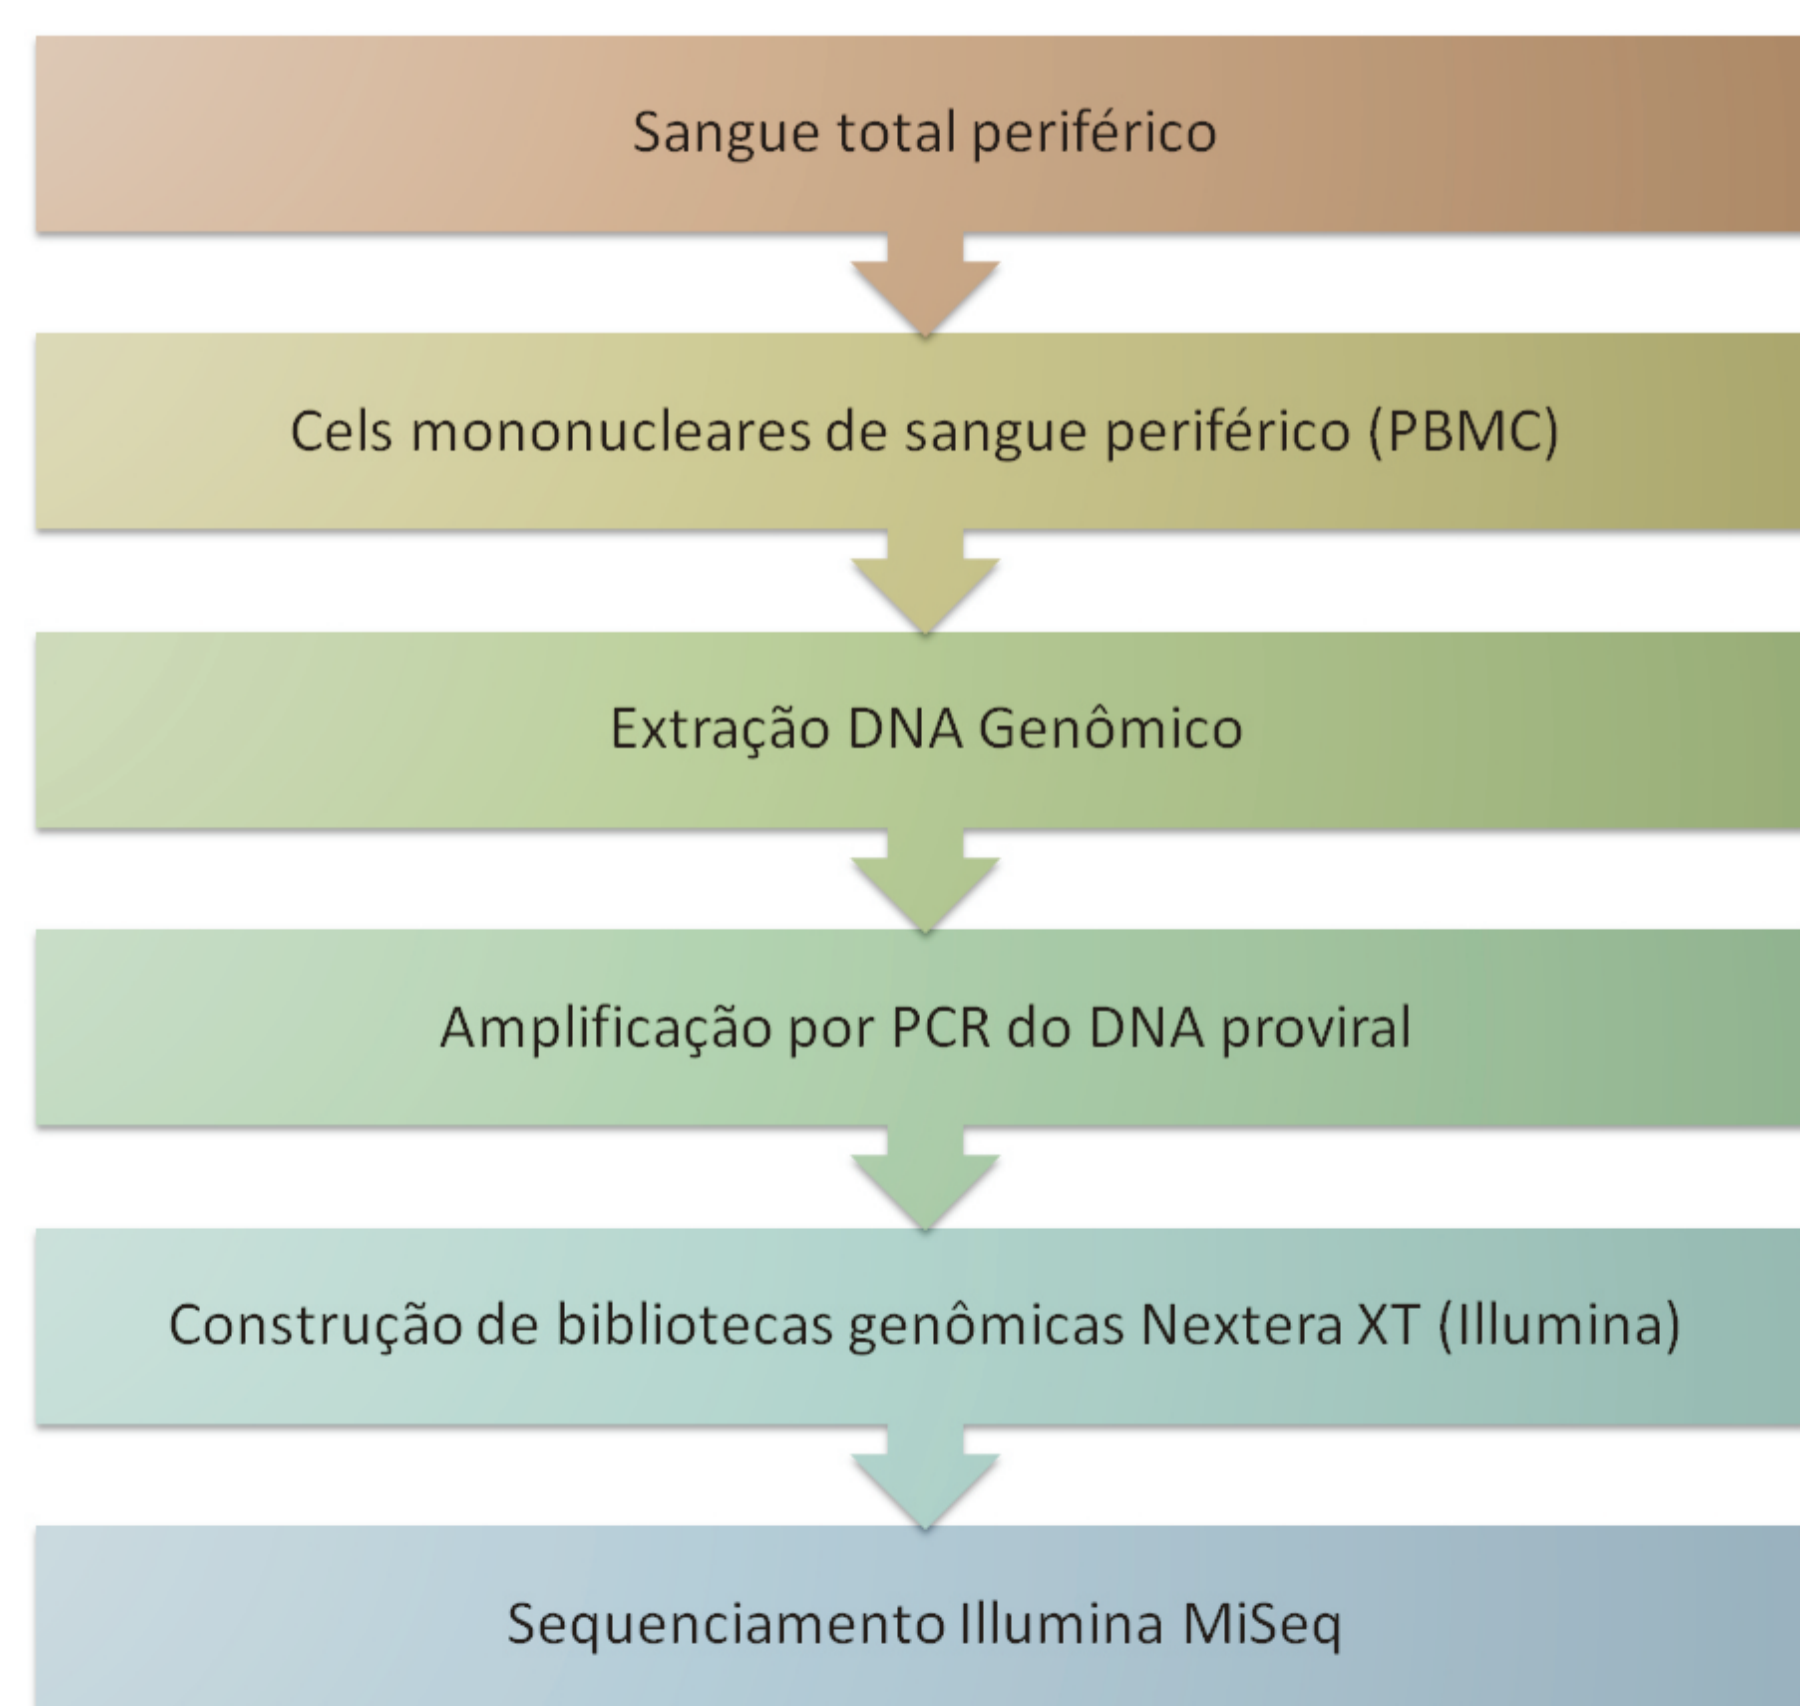 Sangue total periférico
Cels mononucleares de sangue periférico (PBMC)
Extração DNA Genômico
Amplificação por PCR do DNA proviral
Construção de bibliotecas genômicas Nextera XT (Illumina)
Sequenciamento Illumina MiSeq